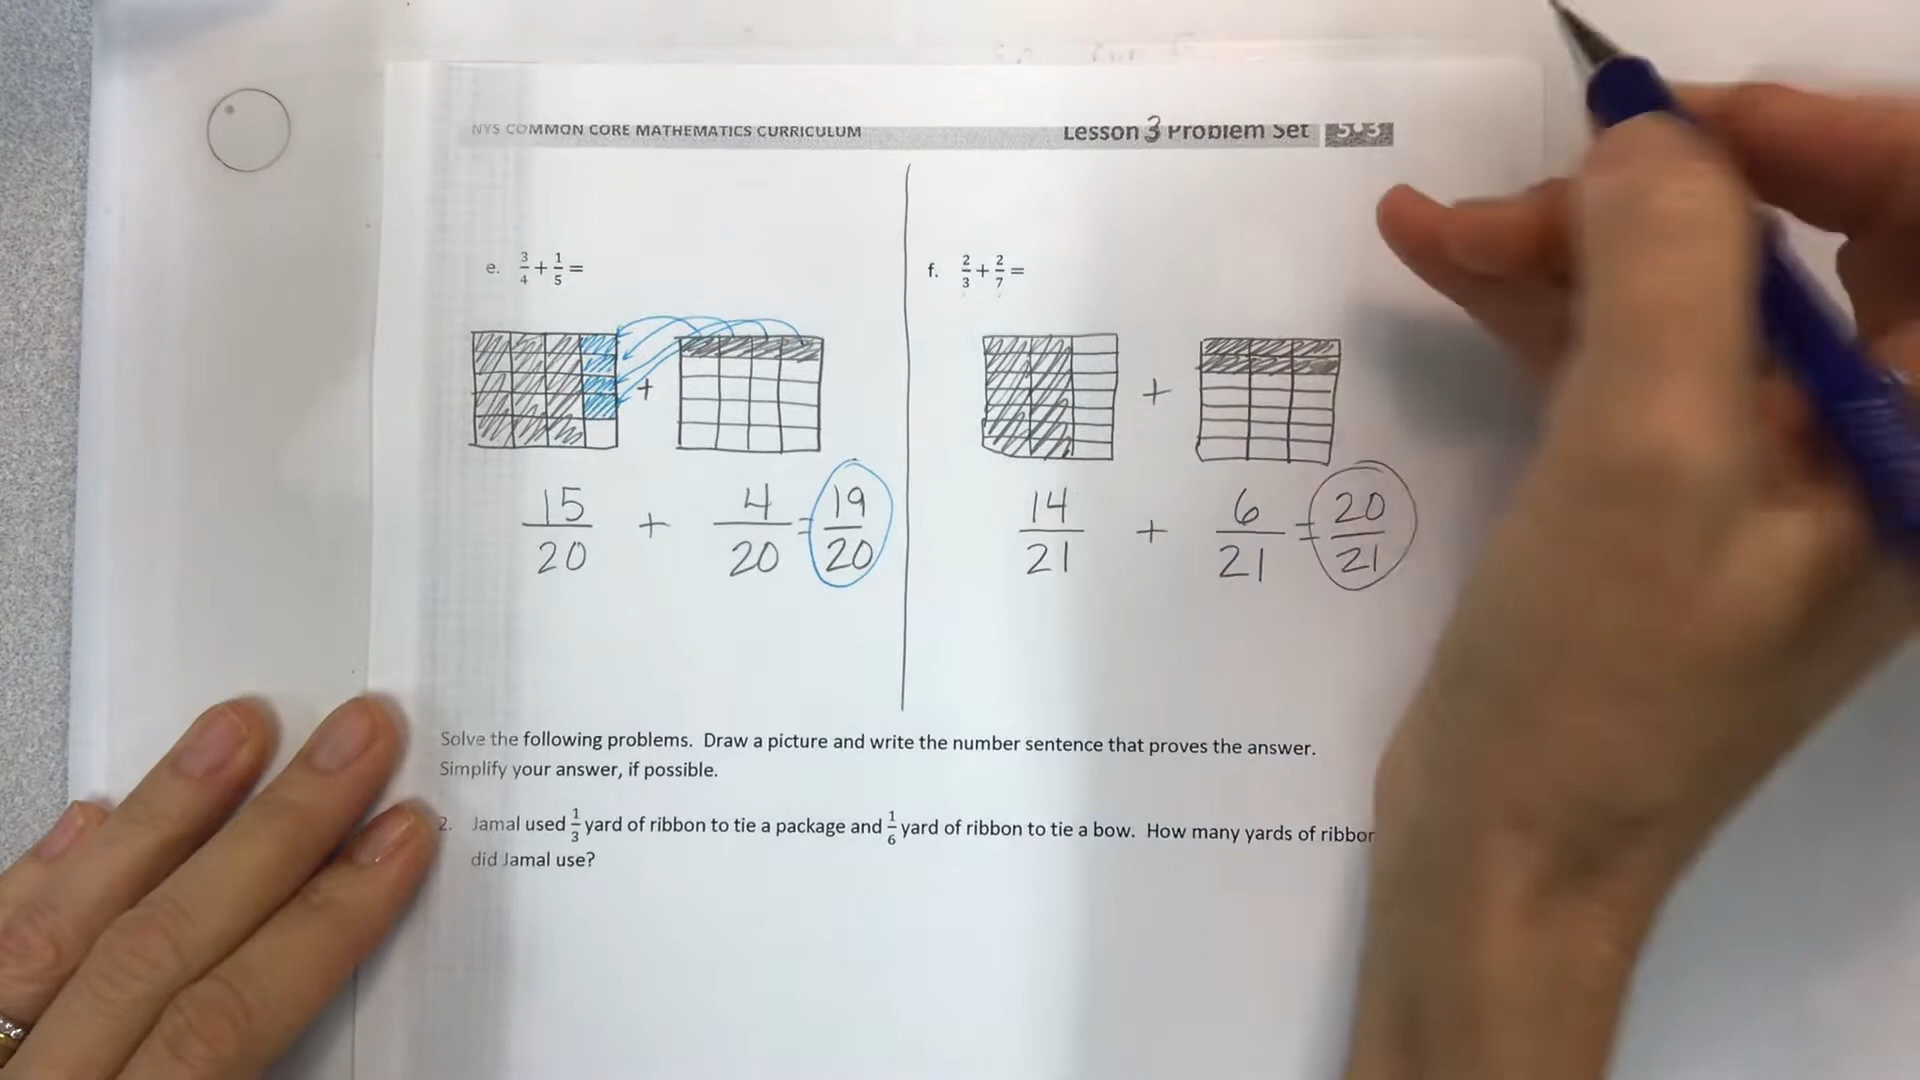 NYS COMMON CORE MATHEMATICS CURRICULUM Lesson 3 Problem Set 5•3
e. 3/4 + 1/5 =
f. 2/3 + 2/7 =
+
+
15/20 + 4/20 = 19/20
14/21 + 6/21 = 20/21
Solve the following problems. Draw a picture and write the number sentence that proves the answer.
Simplify your answer, if possible.
2. Jamal used 1/3 yard of ribbon to tie a package and 1/6 yard of ribbon to tie a bow. How many yards of ribbor
did Jamal use?